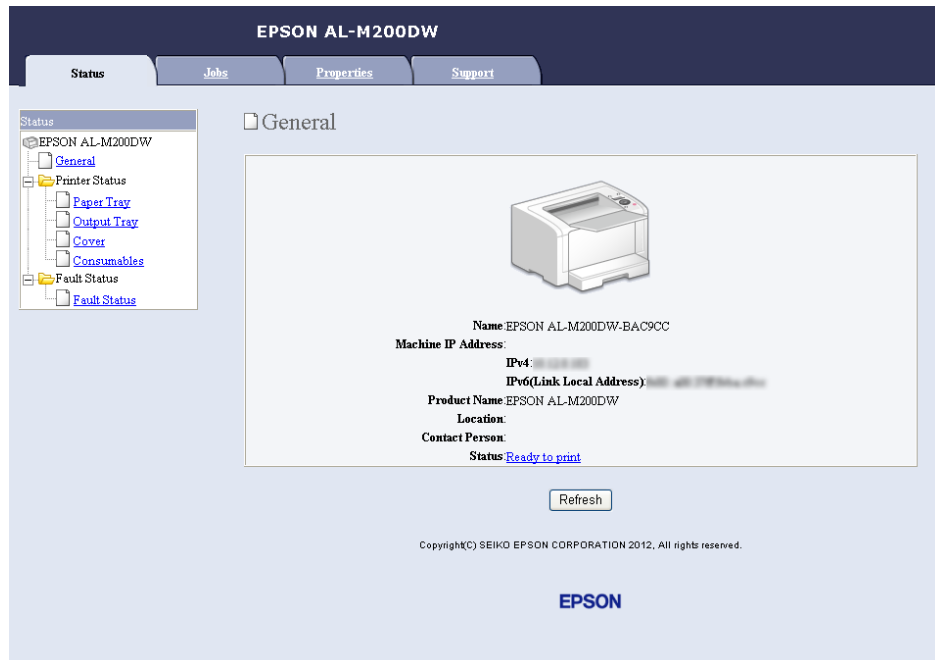 EPSON AL-M200DW
Status Jobs Properties Support
Status
EPSON AL-M200DW
General
Printer Status
Paper Tray
Output Tray
Cover
Consumables
Fault Status
Fault Status
General
Name:EPSON AL-M200DW-BAC9CC
Machine IP Address:
IPv4:
IPv6(Link Local Address):
Product Name:EPSON AL-M200DW
Location:
Contact Person:
Status:Ready to print
Refresh
Copyright(C) SEIKO EPSON CORPORATION 2012, All rights reserved.
EPSON